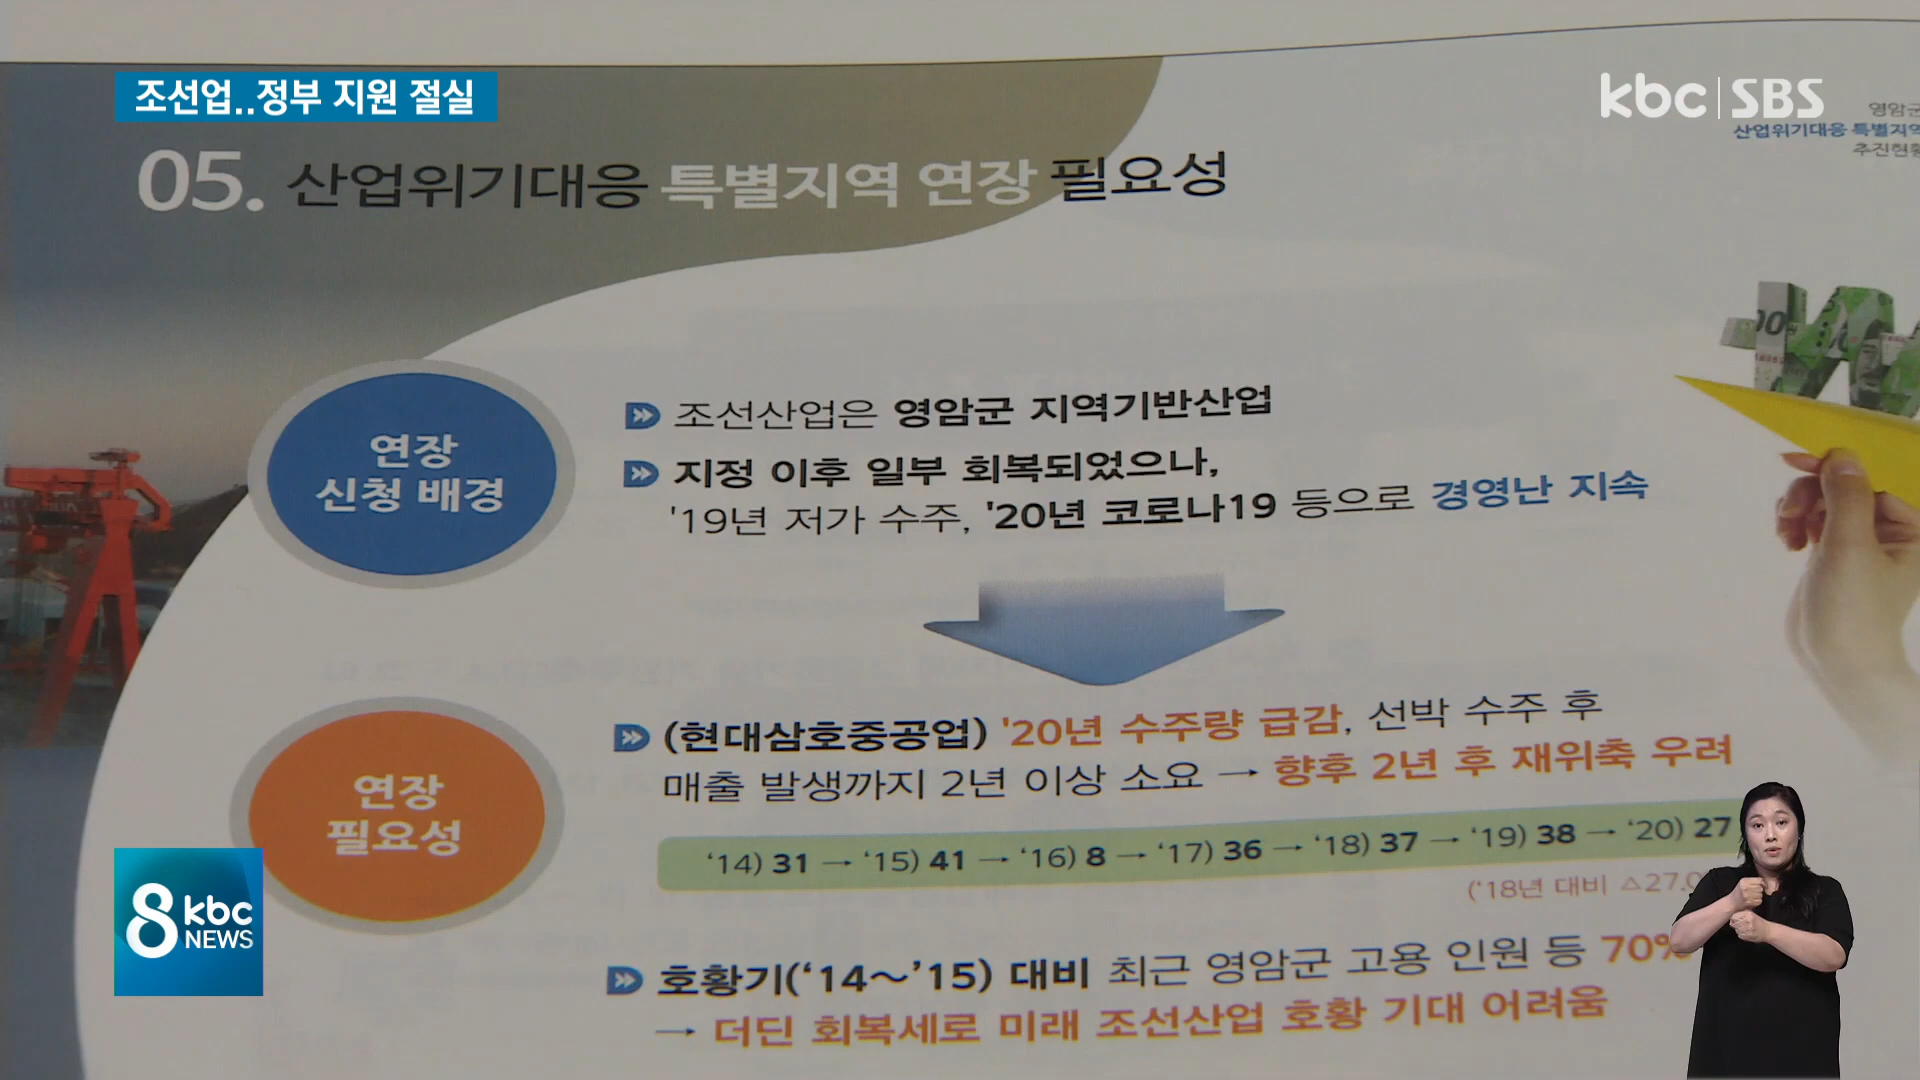 조선업..정부 지원 절실
kbc SBS
영암군
산업위기대응 특별지역
추진현황
05. 산업위기대응 특별지역 연장 필요성
연장
신청 배경
조선산업은 영암군 지역기반산업
지정 이후 일부 회복되었으나,
'19년 저가 수주, '20년 코로나19 등으로 경영난 지속
연장
필요성
(현대삼호중공업) '20년 수주량 급감, 선박 수주 후
매출 발생까지 2년 이상 소요 → 향후 2년 후 재위축 우려
‘14) 31 → ‘15) 41 → ‘16) 8 → ‘17) 36 → ‘18) 37 → ‘19) 38 → ‘20) 27
(‘18년 대비 △27.0
호황기(‘14~’15) 대비 최근 영암군 고용 인원 등 70%
→ 더딘 회복세로 미래 조선산업 호황 기대 어려움
8 kbc
NEWS